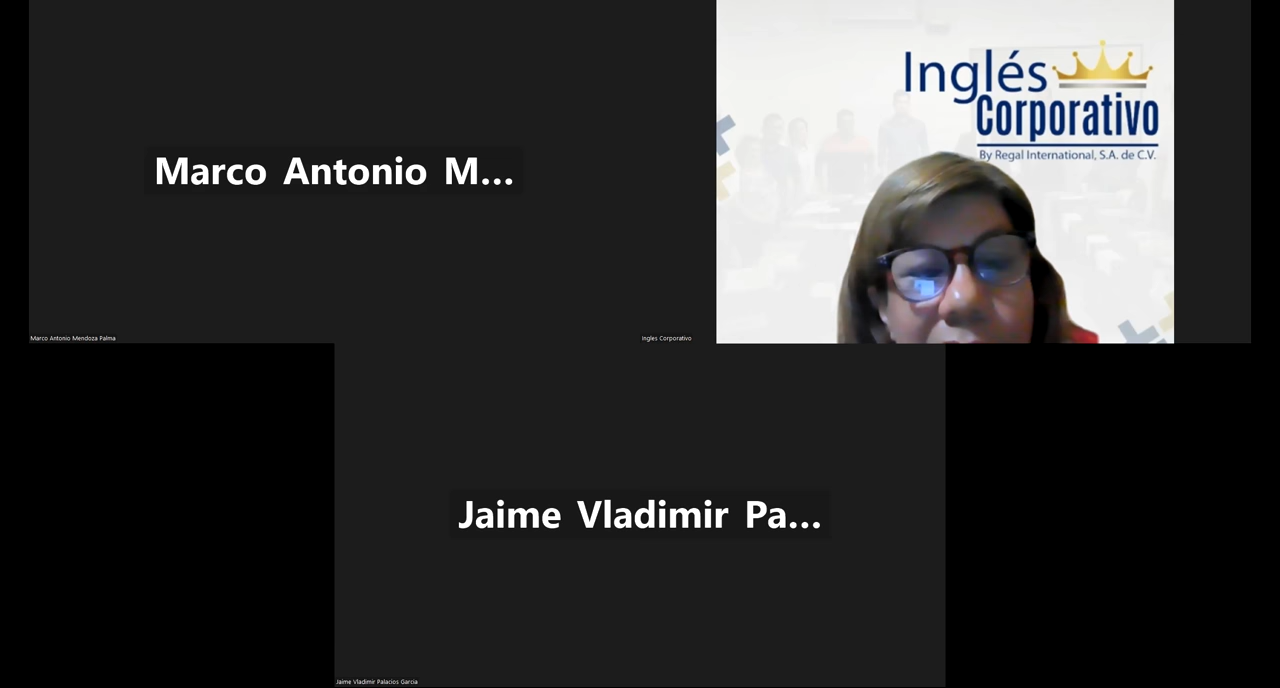 Marco Antonio M...
Marco Antonio Mendoza Palma
Inglés
Corporativo
By Regal International, S.A. de C.V.
Ingles Corporativo
Jaime Vladimir Pa...
Jaime Vladimir Palacios Garcia